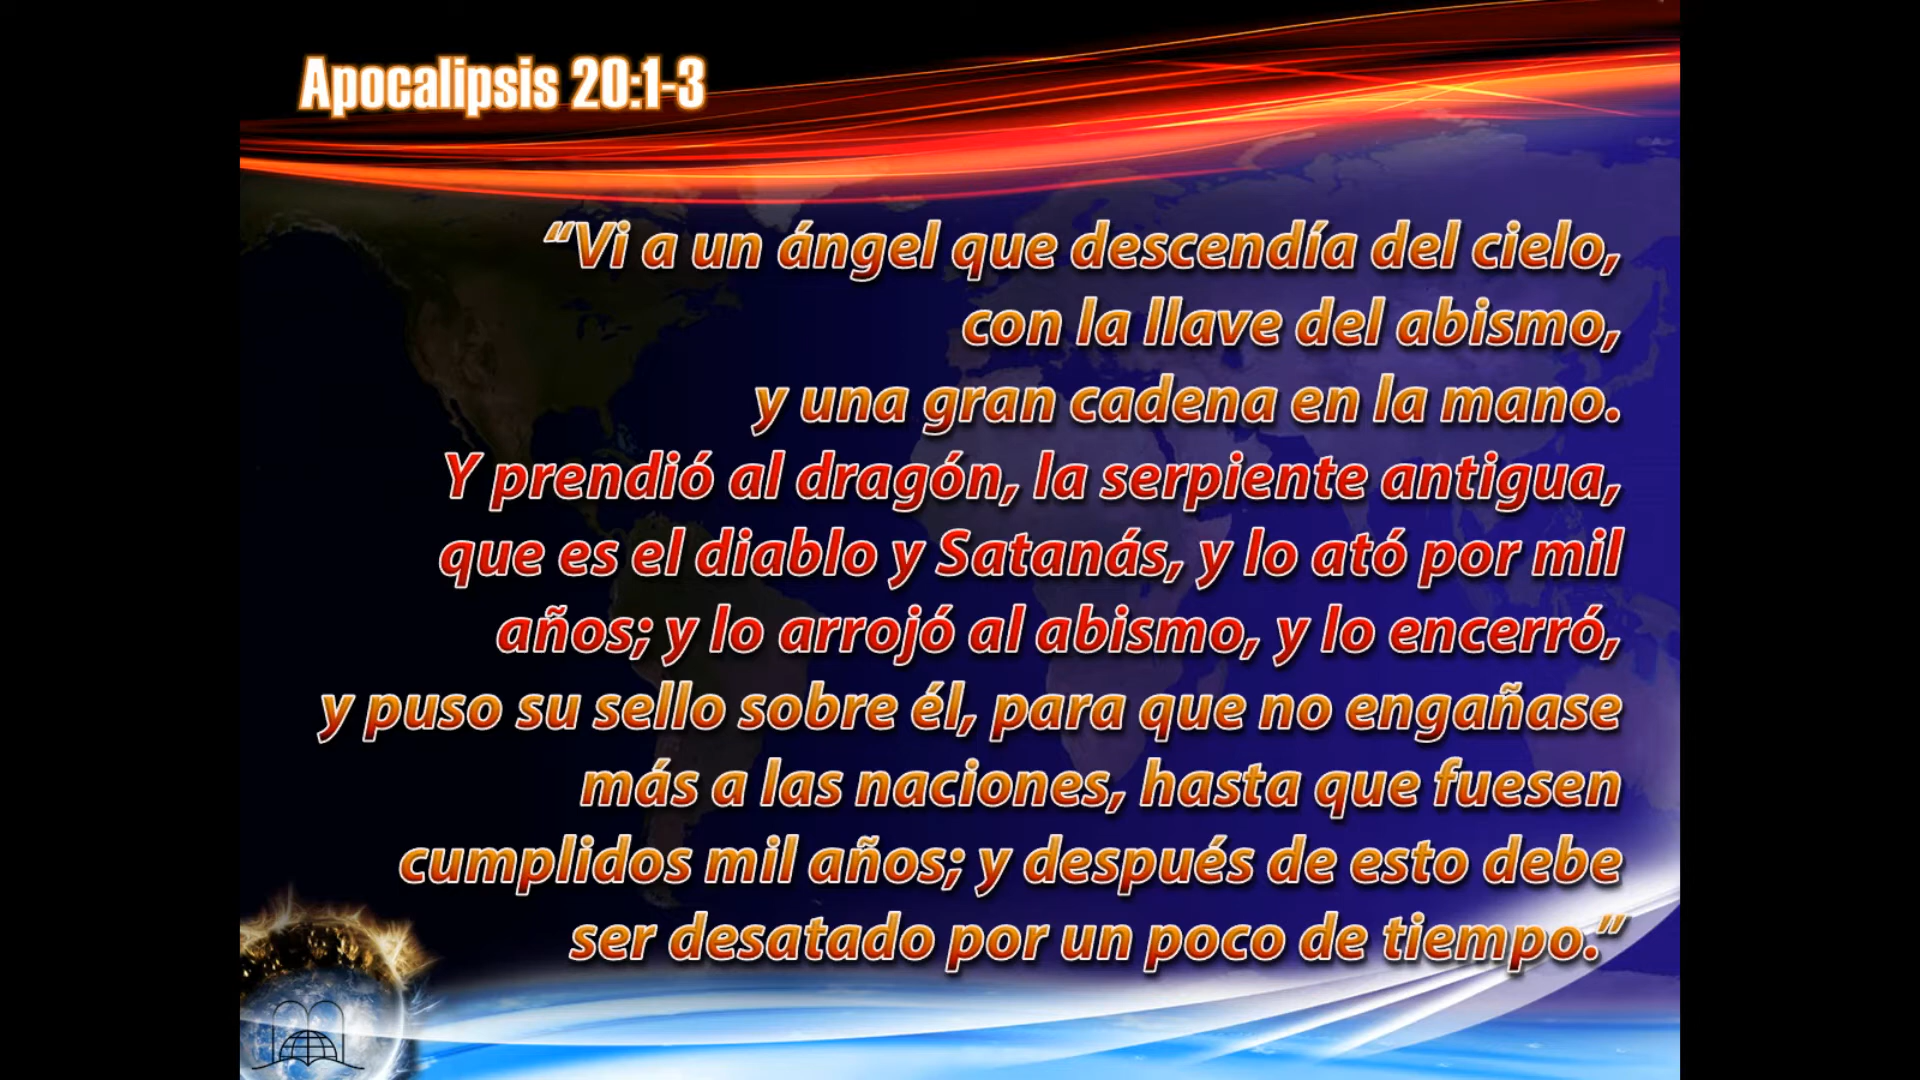 Apocalipsis 20:1-3
“Vi a un ángel que descendía del cielo,
con la llave del abismo,
y una gran cadena en la mano.
Y prendió al dragón, la serpiente antigua,
que es el diablo y Satanás, y lo ató por mil
años; y lo arrojó al abismo, y lo encerró,
y puso su sello sobre él, para que no engañase
más a las naciones, hasta que fuesen
cumplidos mil años; y después de esto debe
ser desatado por un poco de tiempo.”